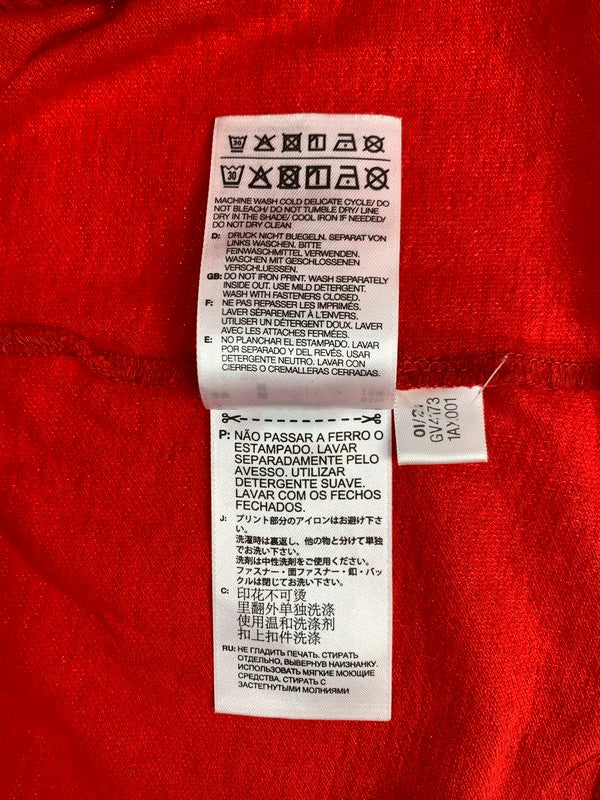 30
30
MACHINE WASH COLD DELICATE CYCLE/ DO
NOT BLEACH/ DO NOT TUMBLE DRY/ LINE
DRY IN THE SHADE/ COOL IRON IF NEEDED/
DO NOT DRY CLEAN
D: DRUCK NICHT BUEGELN. SEPARAT VON
LINKS WASCHEN. BITTE
FEINWASCHMITTEL VERWENDEN.
WASCHEN MIT GESCHLOSSENEN
VERSCHLUESSEN.
GB: DO NOT IRON PRINT. WASH SEPARATELY
INSIDE OUT. USE MILD DETERGENT.
WASH WITH FASTENERS CLOSED.
F: NE PAS REPASSER LES IMPRIMÉS.
LAVER SÉPAREMENT À L'ENVERS.
UTILISER UN DÉTERGENT DOUX. LAVER
AVEC LES ATTACHES FERMÉES.
E: NO PLANCHAR EL ESTAMPADO. LAVAR
POR SEPARADO Y DEL REVÉS. USAR
DETERGENTE NEUTRO. LAVAR CON
CIERRES O CREMALLERAS CERRADAS.
P: NÃO PASSAR A FERRO O
ESTAMPADO. LAVAR
SEPARADAMENTE PELO
AVESSO. UTILIZAR
DETERGENTE SUAVE.
LAVAR COM OS FECHOS
FECHADOS.
J: プリント部分のアイロンはお避け下さ
い。
洗濯時は裏返し、他の物と分けて単独
でお洗い下さい。
洗剤は中性洗剤をご使用ください。
ファスナー・面ファスナー・釦・バッ
クルは閉じてお洗い下さい。
C: 印花不可烫
里翻外单独洗涤
使用温和洗涤剂
扣上扣件洗涤
RU: НЕ ГЛАДИТЬ ПЕЧАТЬ. СТИРАТЬ
ОТДЕЛЬНО, ВЫВЕРНУВ НАИЗНАНКУ.
ИСПОЛЬЗОВАТЬ МЯГКИЕ МОЮЩИЕ
СРЕДСТВА. СТИРАТЬ С
ЗАСТЕГНУТЫМИ МОЛНИЯМИ
01/21
GV4173